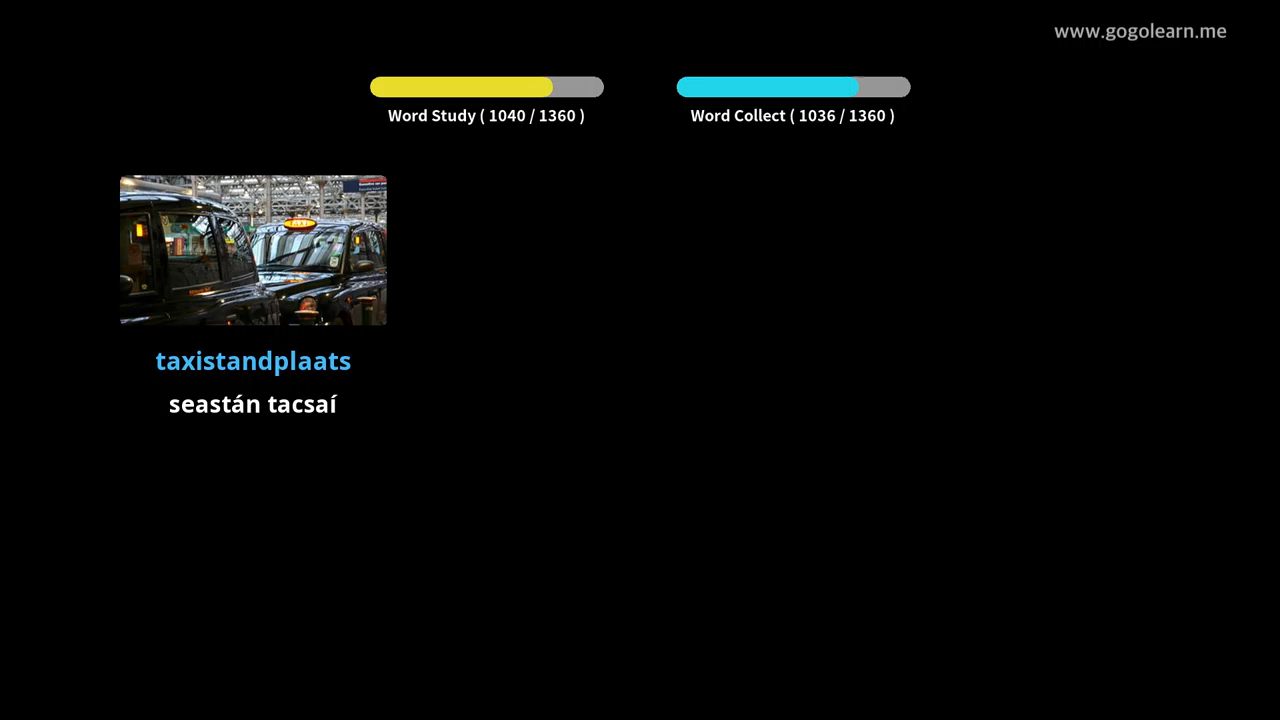 www.gogolearn.me
Word Study ( 1040 / 1360 )
Word Collect ( 1036 / 1360 )
TAXI
taxistandplaats
seastán tacsaí